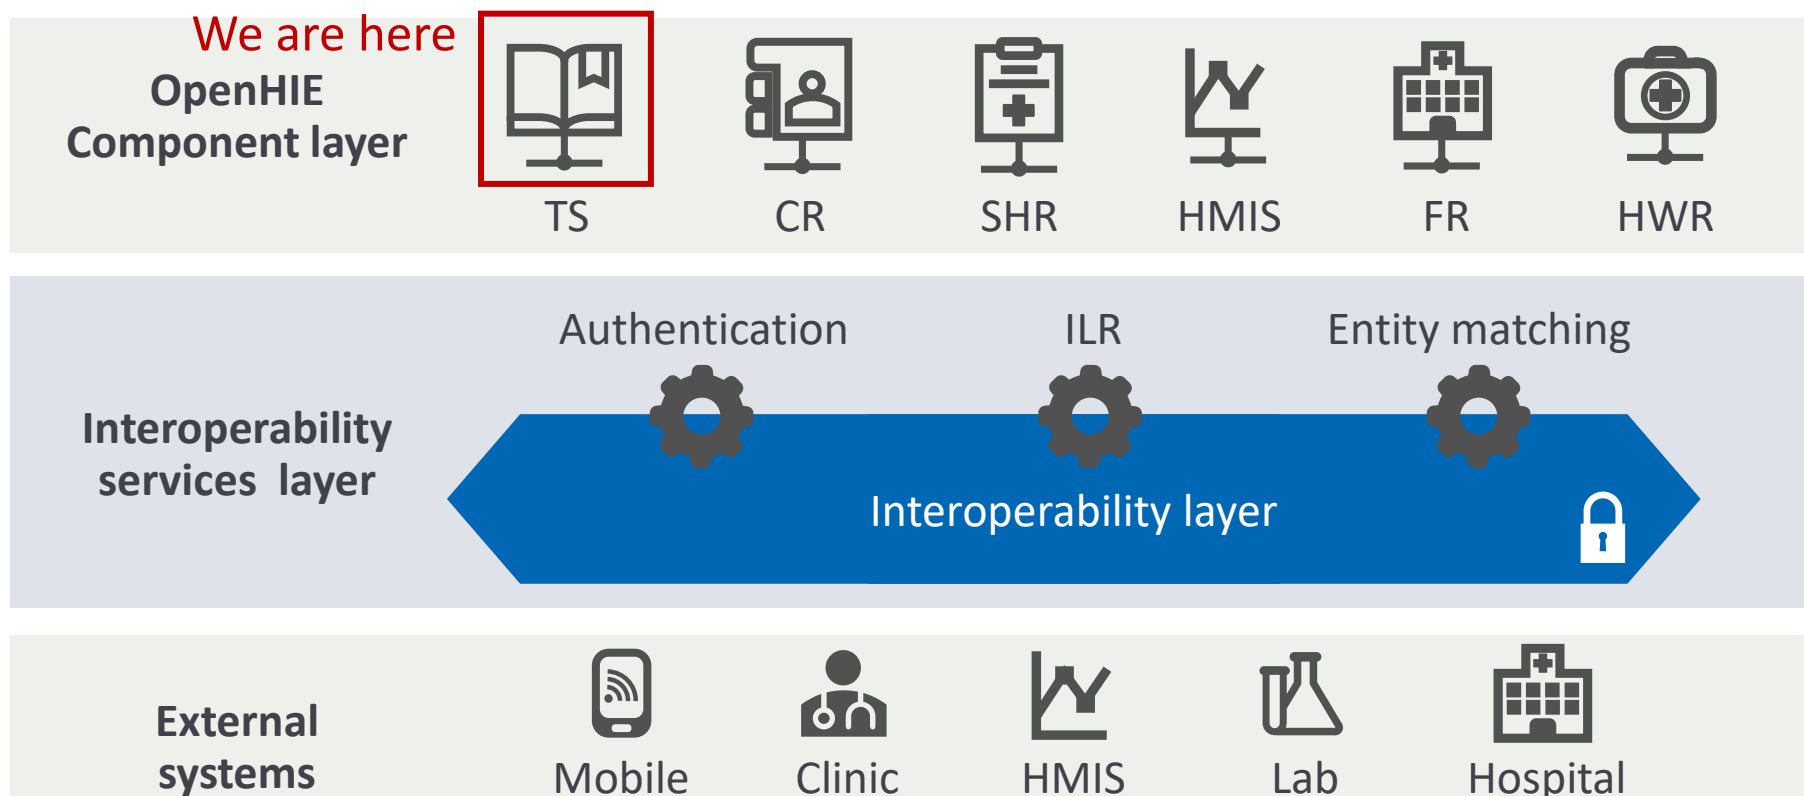 We are here
OpenHIE
Component layer
TS CR SHR HMIS FR HWR
Authentication ILR Entity matching
Interoperability
services layer
Interoperability layer
External
systems
Mobile Clinic HMIS Lab Hospital